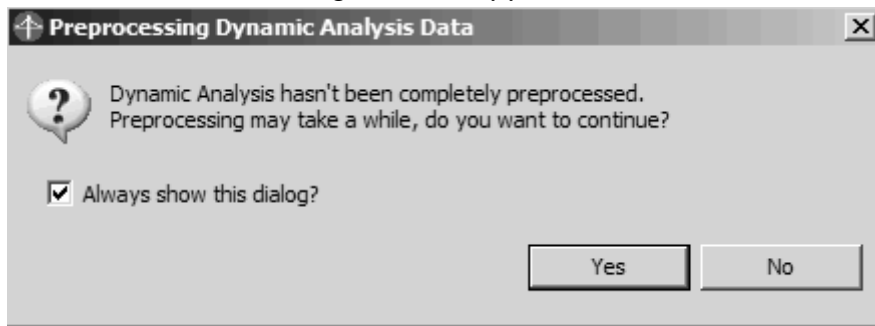 Preprocessing Dynamic Analysis Data
Dynamic Analysis hasn't been completely preprocessed.
Preprocessing may take a while, do you want to continue?
Always show this dialog?
Yes No